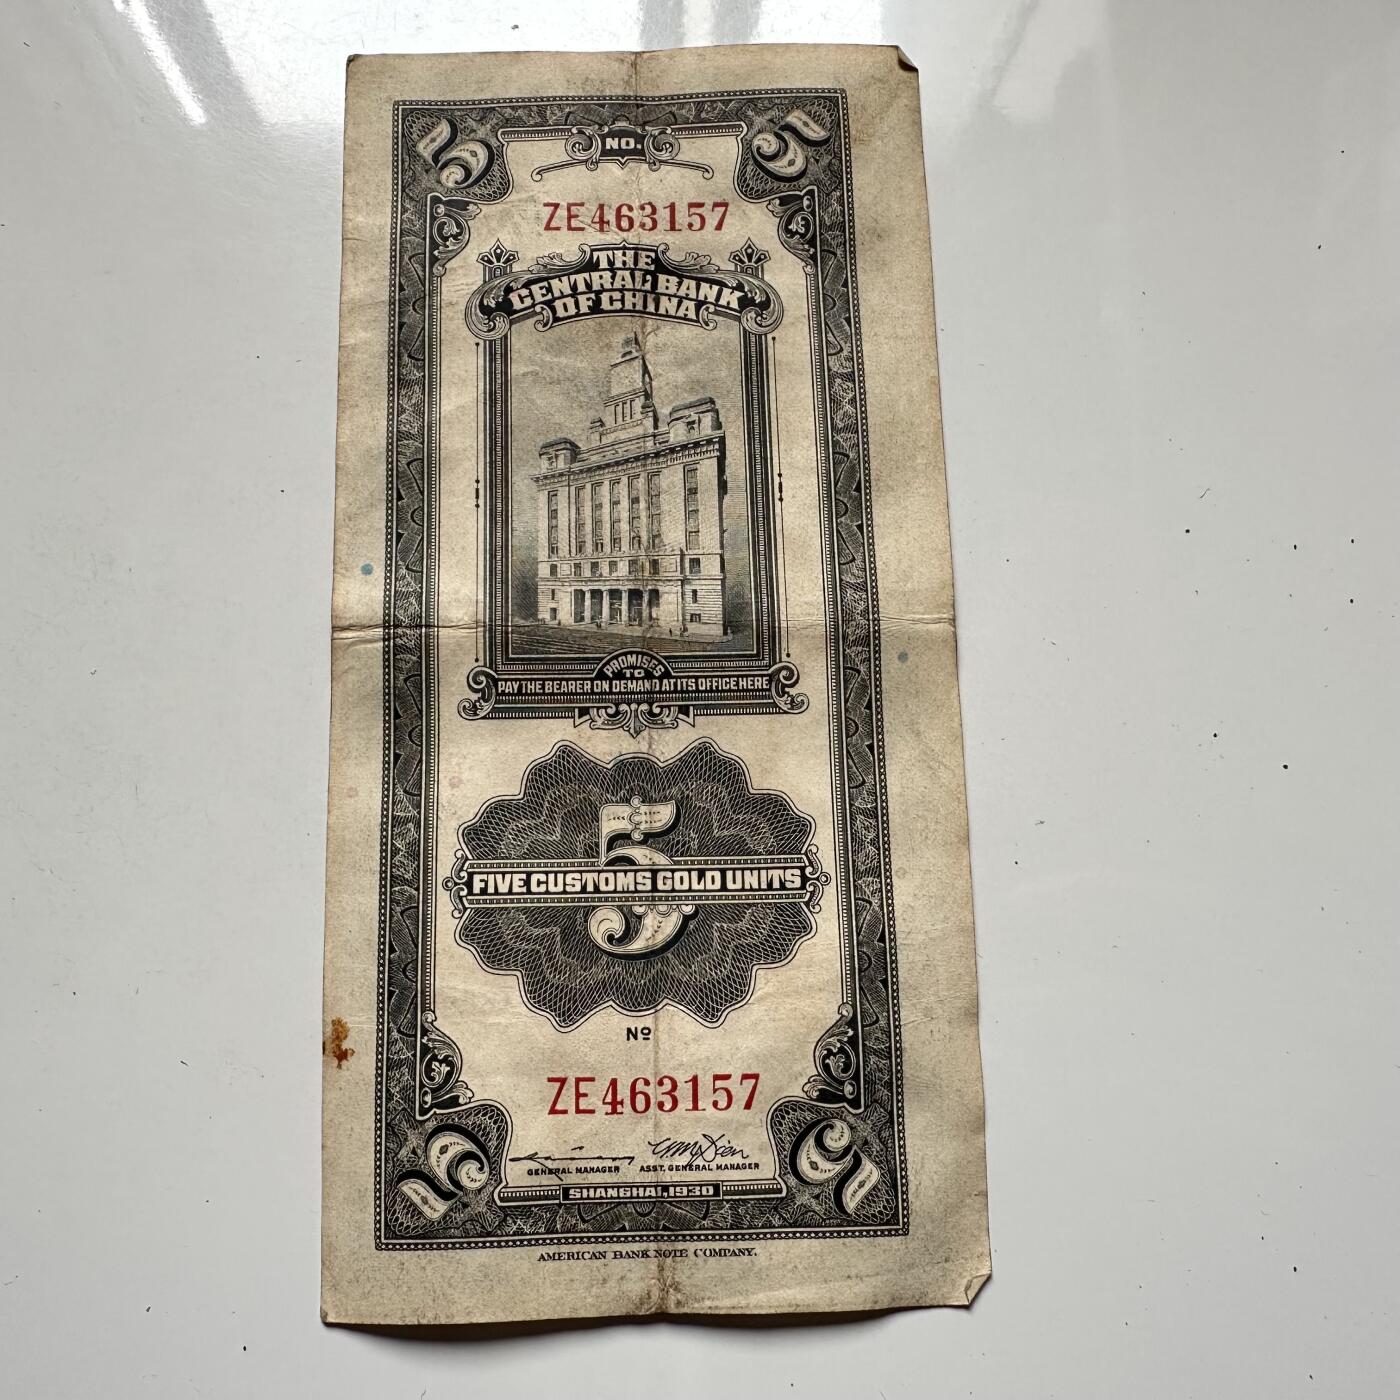 5 5
NO.
ZE463157
THE
CENTRAL BANK
OF CHINA
PROMISES
TO
PAY THE BEARER ON DEMAND AT ITS OFFICE HERE
5
FIVE CUSTOMS GOLD UNITS
Nº
ZE463157
GENERAL MANAGER ASST. GENERAL MANAGER
5 5
SHANGHAI, 1930
AMERICAN BANK NOTE COMPANY.